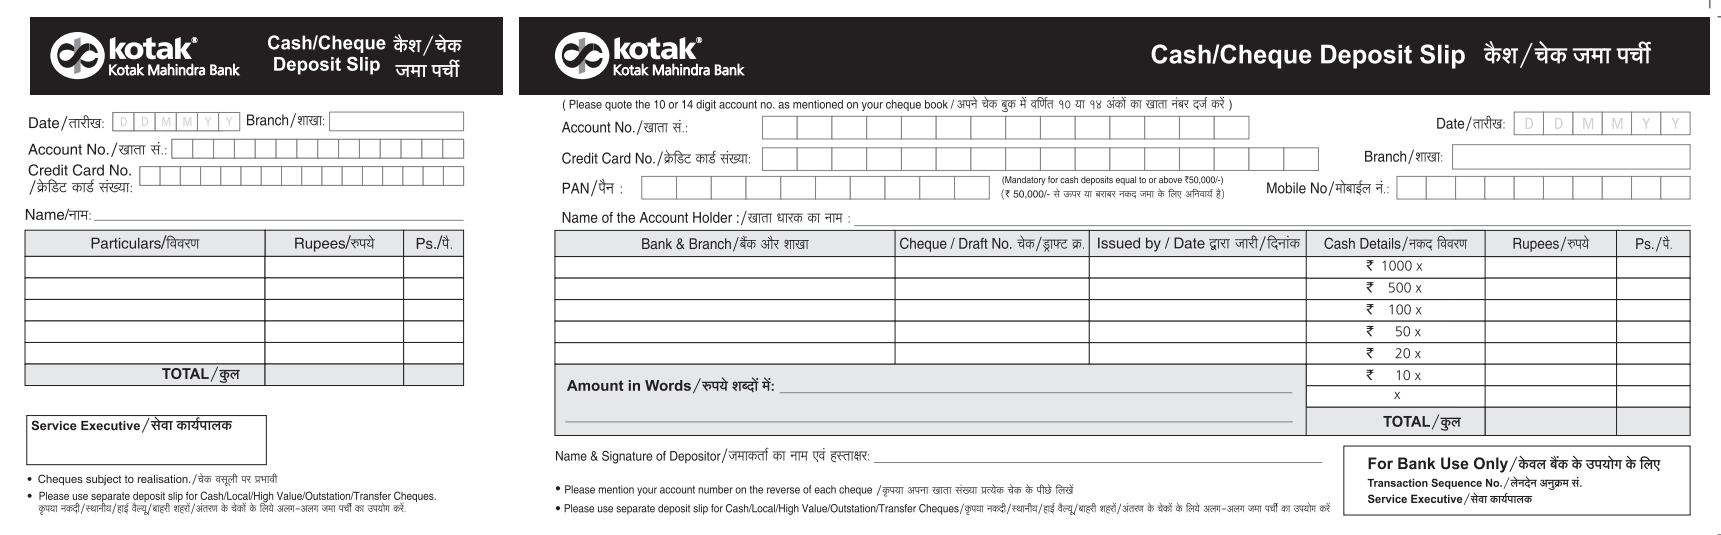 kotak®
Kotak Mahindra Bank
Cash/Cheque कैश/चेक
Deposit Slip जमा पर्ची
Date/तारीख: D D M M Y Y Branch/शाखा:
Account No./खाता सं.:
Credit Card No.
/क्रेडिट कार्ड संख्या:
Name/नाम:
Particulars/विवरण Rupees/रुपये Ps./पै.
TOTAL/कुल
Service Executive/सेवा कार्यपालक
• Cheques subject to realisation./चेक वसूली पर प्रभावी
• Please use separate deposit slip for Cash/Local/High Value/Outstation/Transfer Cheques.
कृपया नकदी/स्थानीय/हाई वैल्यू/बाहरी शहरों/अंतरण के चेकों के लिये अलग-अलग जमा पर्ची का उपयोग करें.
kotak®
Kotak Mahindra Bank
Cash/Cheque Deposit Slip कैश/चेक जमा पर्ची
( Please quote the 10 or 14 digit account no. as mentioned on your cheque book / अपने चेक बुक में वर्णित १० या १४ अंकों का खाता नंबर दर्ज करें )
Account No./खाता सं.: Date/तारीख: D D M M Y Y
Credit Card No./क्रेडिट कार्ड संख्या: Branch/शाखा:
PAN/पैन : (Mandatory for cash deposits equal to or above ₹50,000/-)
(₹ 50,000/- से ऊपर या बराबर नकद जमा के लिए अनिवार्य है) Mobile No/मोबाईल नं.:
Name of the Account Holder :/खाता धारक का नाम :
Bank & Branch/बैंक और शाखा Cheque / Draft No. चेक/ड्राफ्ट क्र. Issued by / Date द्वारा जारी/दिनांक Cash Details/नकद विवरण Rupees/रुपये Ps./पै.
₹ 1000 x
₹ 500 x
₹ 100 x
₹ 50 x
₹ 20 x
₹ 10 x
x
TOTAL/कुल
Amount in Words/रुपये शब्दों में:
Name & Signature of Depositor/जमाकर्ता का नाम एवं हस्ताक्षर:
• Please mention your account number on the reverse of each cheque /कृपया अपना खाता संख्या प्रत्येक चेक के पीछे लिखें
• Please use separate deposit slip for Cash/Local/High Value/Outstation/Transfer Cheques/कृपया नकदी/स्थानीय/हाई वैल्यू/बाहरी शहरों/अंतरण के चेकों के लिये अलग-अलग जमा पर्ची का उपयोग करें
For Bank Use Only/केवल बैंक के उपयोग के लिए
Transaction Sequence No./लेनदेन अनुक्रम सं.
Service Executive/सेवा कार्यपालक